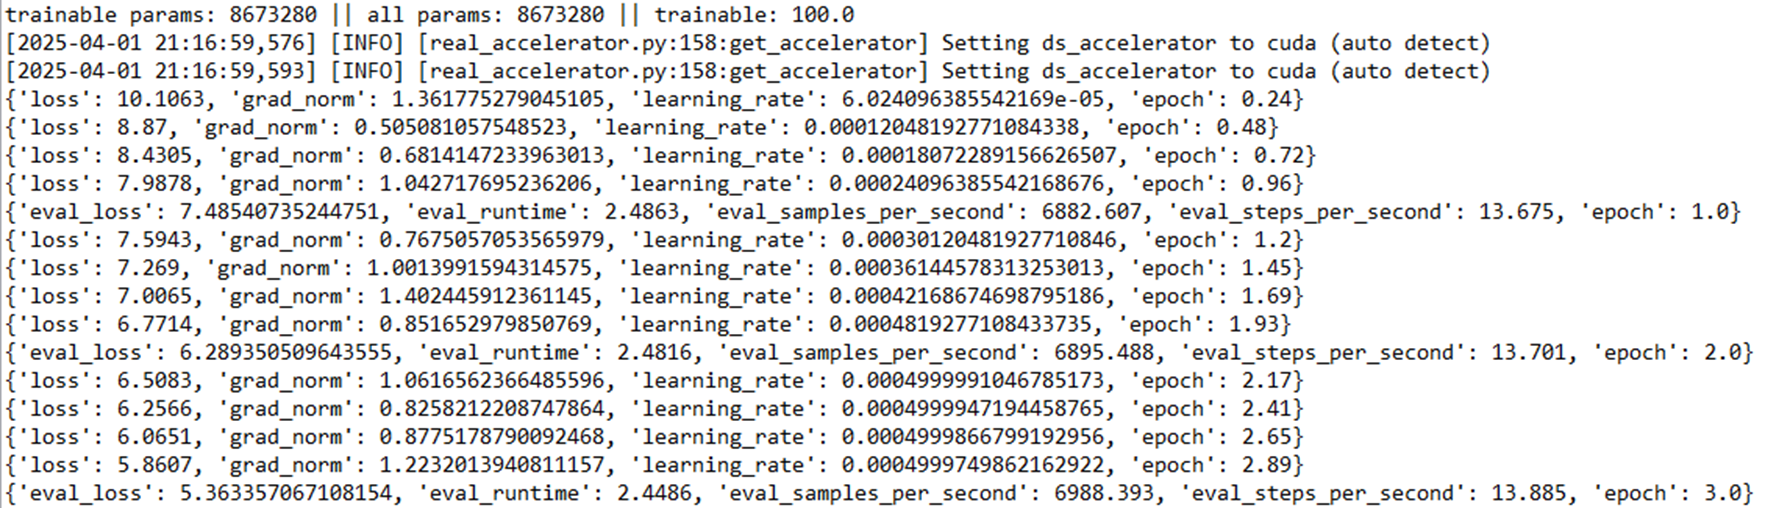 trainable params: 8673280 || all params: 8673280 || trainable: 100.0
[2025-04-01 21:16:59,576] [INFO] [real_accelerator.py:158:get_accelerator] Setting ds_accelerator to cuda (auto detect)
[2025-04-01 21:16:59,593] [INFO] [real_accelerator.py:158:get_accelerator] Setting ds_accelerator to cuda (auto detect)
{'loss': 10.1063, 'grad_norm': 1.361775279045105, 'learning_rate': 6.024096385542169e-05, 'epoch': 0.24}
{'loss': 8.87, 'grad_norm': 0.505081057548523, 'learning_rate': 0.00012048192771084338, 'epoch': 0.48}
{'loss': 8.4305, 'grad_norm': 0.6814147233963013, 'learning_rate': 0.00018072289156626507, 'epoch': 0.72}
{'loss': 7.9878, 'grad_norm': 1.042717695236206, 'learning_rate': 0.00024096385542168676, 'epoch': 0.96}
{'eval_loss': 7.48540735244751, 'eval_runtime': 2.4863, 'eval_samples_per_second': 6882.607, 'eval_steps_per_second': 13.675, 'epoch': 1.0}
{'loss': 7.5943, 'grad_norm': 0.7675057053565979, 'learning_rate': 0.00030120481927710846, 'epoch': 1.2}
{'loss': 7.269, 'grad_norm': 1.0013991594314575, 'learning_rate': 0.00036144578313253013, 'epoch': 1.45}
{'loss': 7.0065, 'grad_norm': 1.402445912361145, 'learning_rate': 0.00042168674698795186, 'epoch': 1.69}
{'loss': 6.7714, 'grad_norm': 0.851652979850769, 'learning_rate': 0.0004819277108433735, 'epoch': 1.93}
{'eval_loss': 6.289350509643555, 'eval_runtime': 2.4816, 'eval_samples_per_second': 6895.488, 'eval_steps_per_second': 13.701, 'epoch': 2.0}
{'loss': 6.5083, 'grad_norm': 1.0616562366485596, 'learning_rate': 0.0004999991046785173, 'epoch': 2.17}
{'loss': 6.2566, 'grad_norm': 0.8258212208747864, 'learning_rate': 0.0004999947194458765, 'epoch': 2.41}
{'loss': 6.0651, 'grad_norm': 0.8775178790092468, 'learning_rate': 0.0004999866799192956, 'epoch': 2.65}
{'loss': 5.8607, 'grad_norm': 1.2232013940811157, 'learning_rate': 0.0004999749862162922, 'epoch': 2.89}
{'eval_loss': 5.363357067108154, 'eval_runtime': 2.4486, 'eval_samples_per_second': 6988.393, 'eval_steps_per_second': 13.885, 'epoch': 3.0}